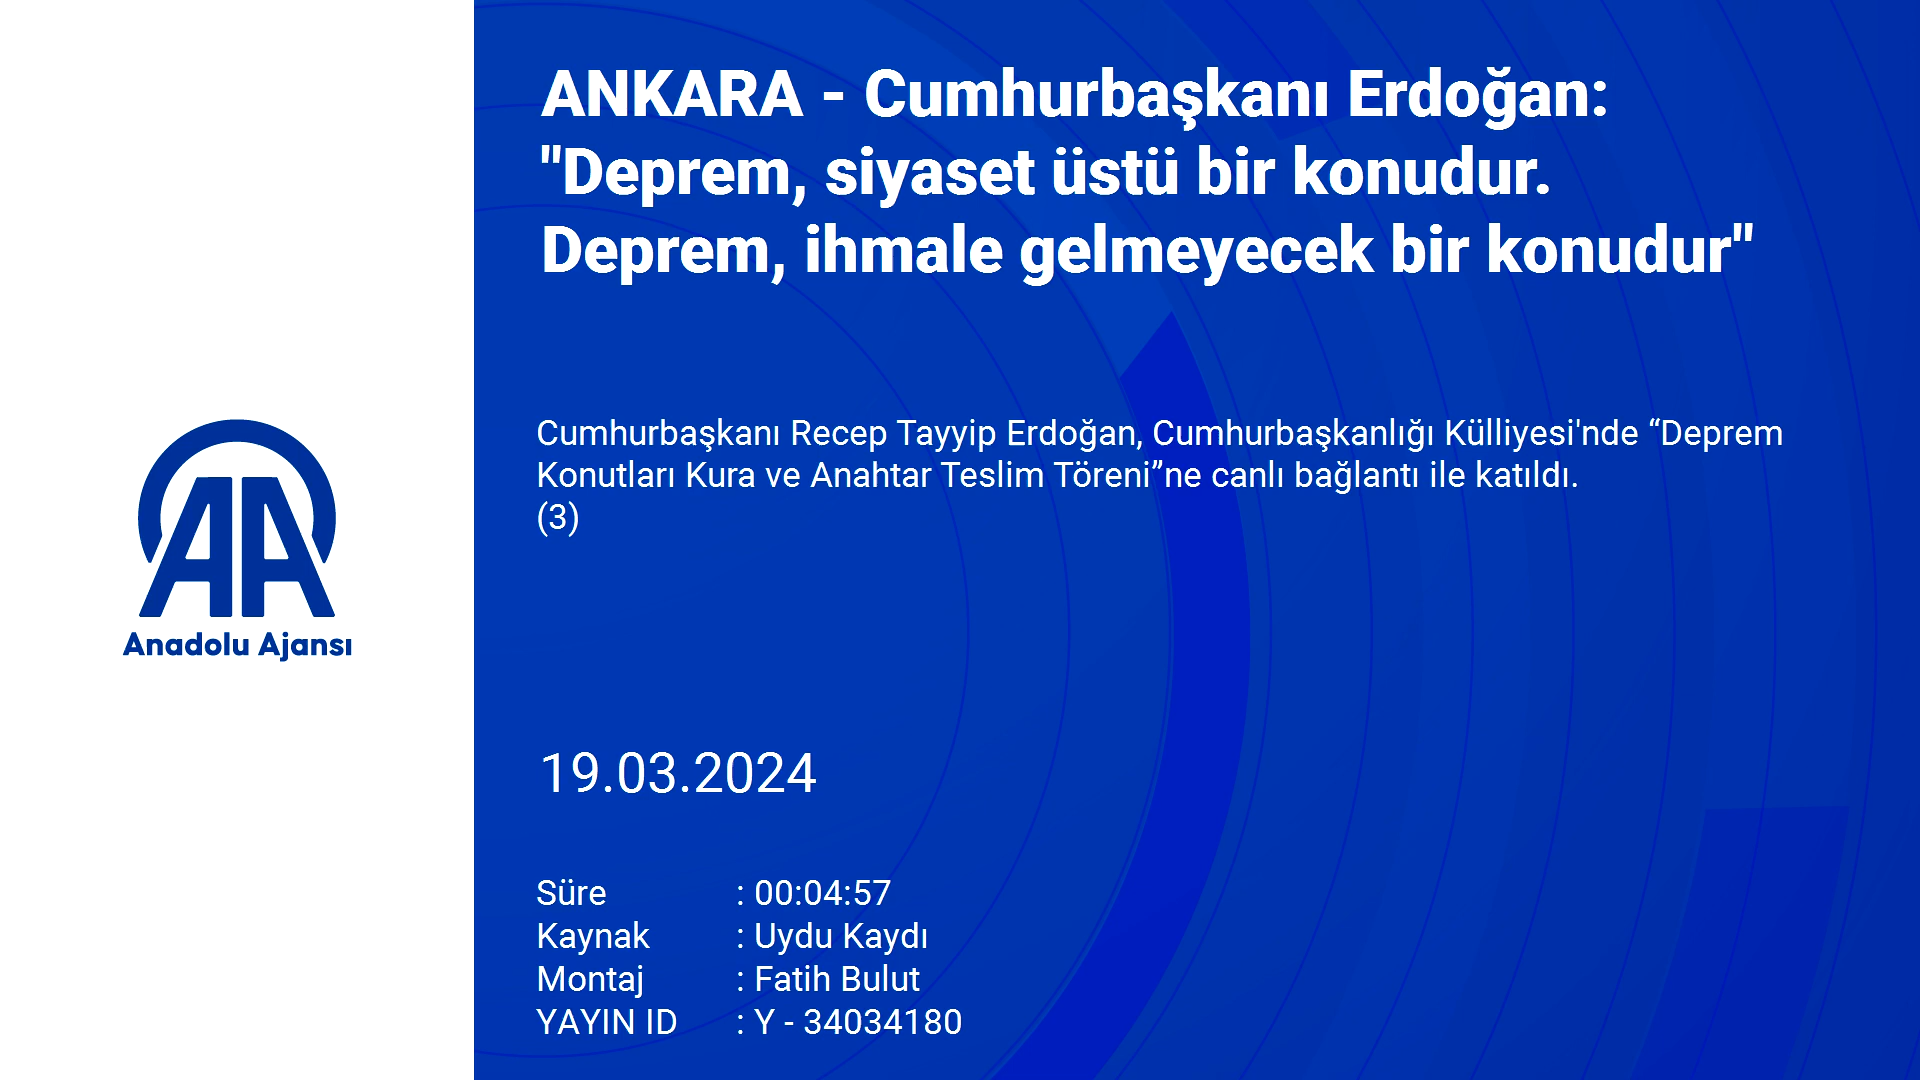 ANKARA - Cumhurbaşkanı Erdoğan:
"Deprem, siyaset üstü bir konudur.
Deprem, ihmale gelmeyecek bir konudur"
Cumhurbaşkanı Recep Tayyip Erdoğan, Cumhurbaşkanlığı Külliyesi'nde “Deprem
Konutları Kura ve Anahtar Teslim Töreni”ne canlı bağlantı ile katıldı.
(3)
AA
Anadolu Ajansı
19.03.2024
Süre : 00:04:57
Kaynak : Uydu Kaydı
Montaj : Fatih Bulut
YAYIN ID : Y - 34034180